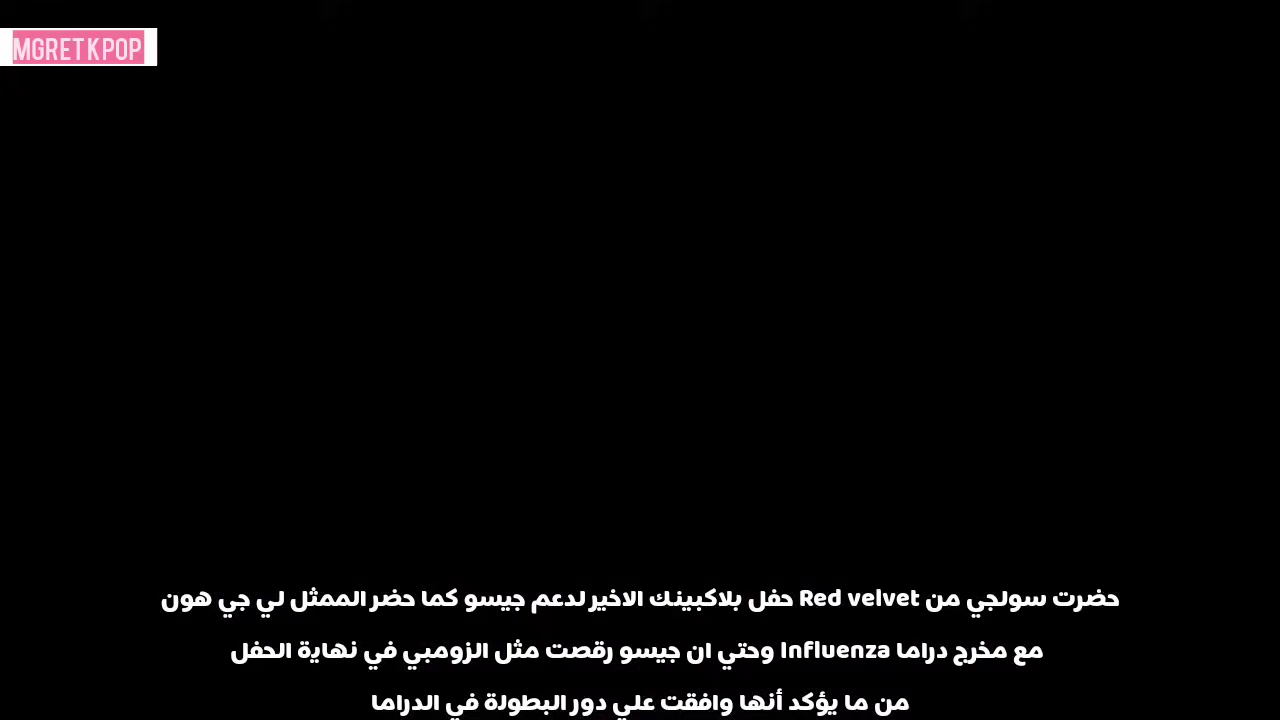 MGRETKPOP
حضرت سولجي من Red velvet حفل بلاكبينك الاخير لدعم جيسو كما حضر الممثل لي جي هون
مع مخرج دراما Influenza وحتي ان جيسو رقصت مثل الزومبي في نهاية الحفل
من ما يؤكد أنها وافقت علي دور البطولة في الدراما